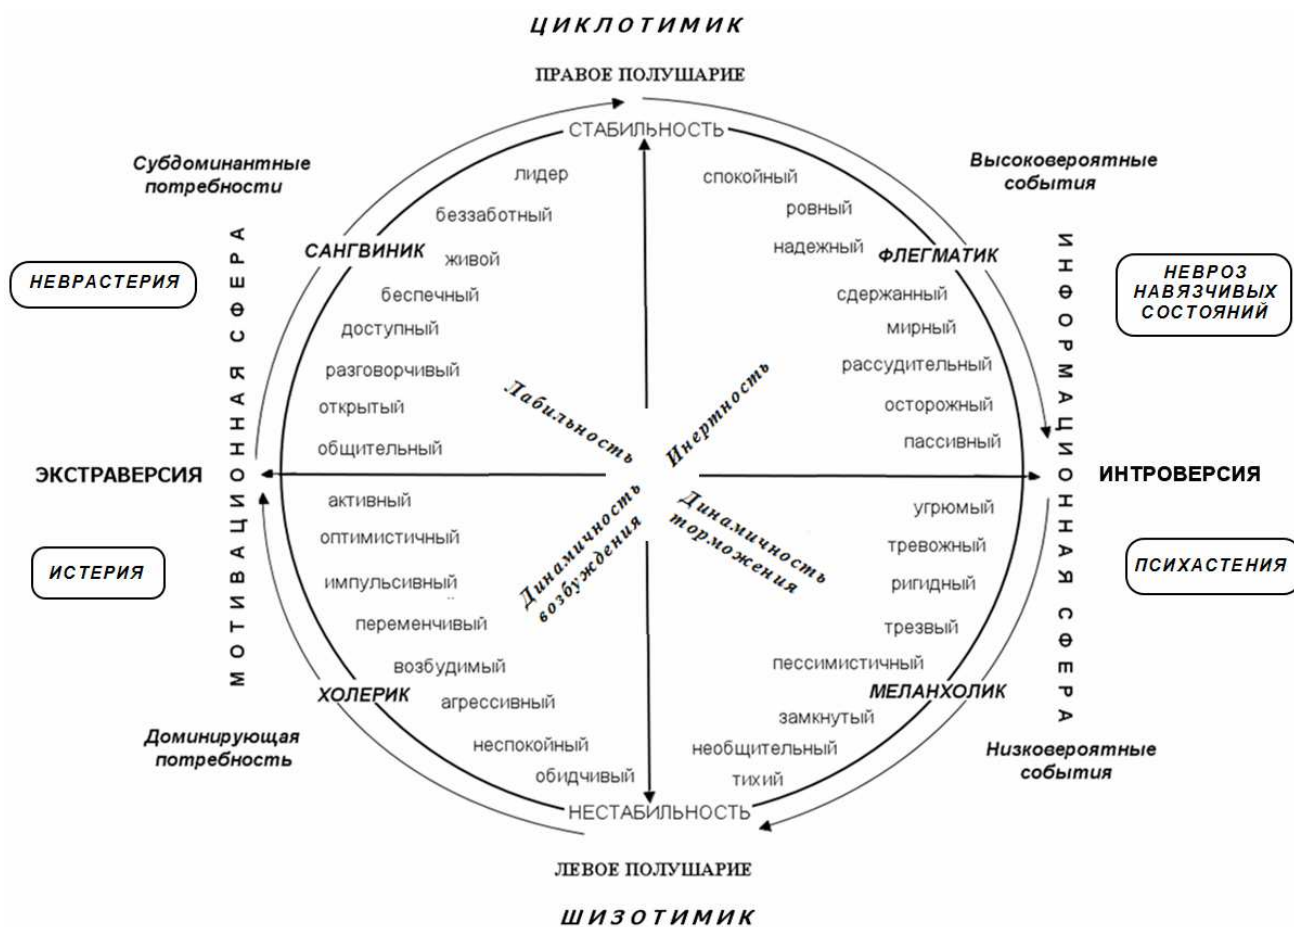 ЦИКЛОТИМИК
ПРАВОЕ ПОЛУШАРИЕ
СТАБИЛЬНОСТЬ
Субдоминантные
потребности
Высоковероятные
события
лидер
беззаботный
САНГВИНИК
живой
беспечный
доступный
разговорчивый
открытый
общительный
спокойный
ровный
надежный
ФЛЕГМАТИК
сдержанный
мирный
рассудительный
осторожный
пассивный
НЕВРАСТЕРИЯ
МОТИВАЦИОННАЯ СФЕРА
НЕВРОЗ
НАВЯЗЧИВЫХ
СОСТОЯНИЙ
ИНФОРМАЦИОННАЯ СФЕРА
Лабильность
Инертность
ЭКСТРАВЕРСИЯ
ИНТРОВЕРСИЯ
Динамичность
возбуждения
Динамичность
торможения
ИСТЕРИЯ
ПСИХАСТЕНИЯ
активный
оптимистичный
импульсивный
переменчивый
возбудимый
ХОЛЕРИК
агрессивный
неспокойный
обидчивый
угрюмый
тревожный
ригидный
трезвый
пессимистичный
МЕЛАНХОЛИК
замкнутый
необщительный
тихий
Доминирующая
потребность
Низковероятные
события
НЕСТАБИЛЬНОСТЬ
ЛЕВОЕ ПОЛУШАРИЕ
ШИЗОТИМИК